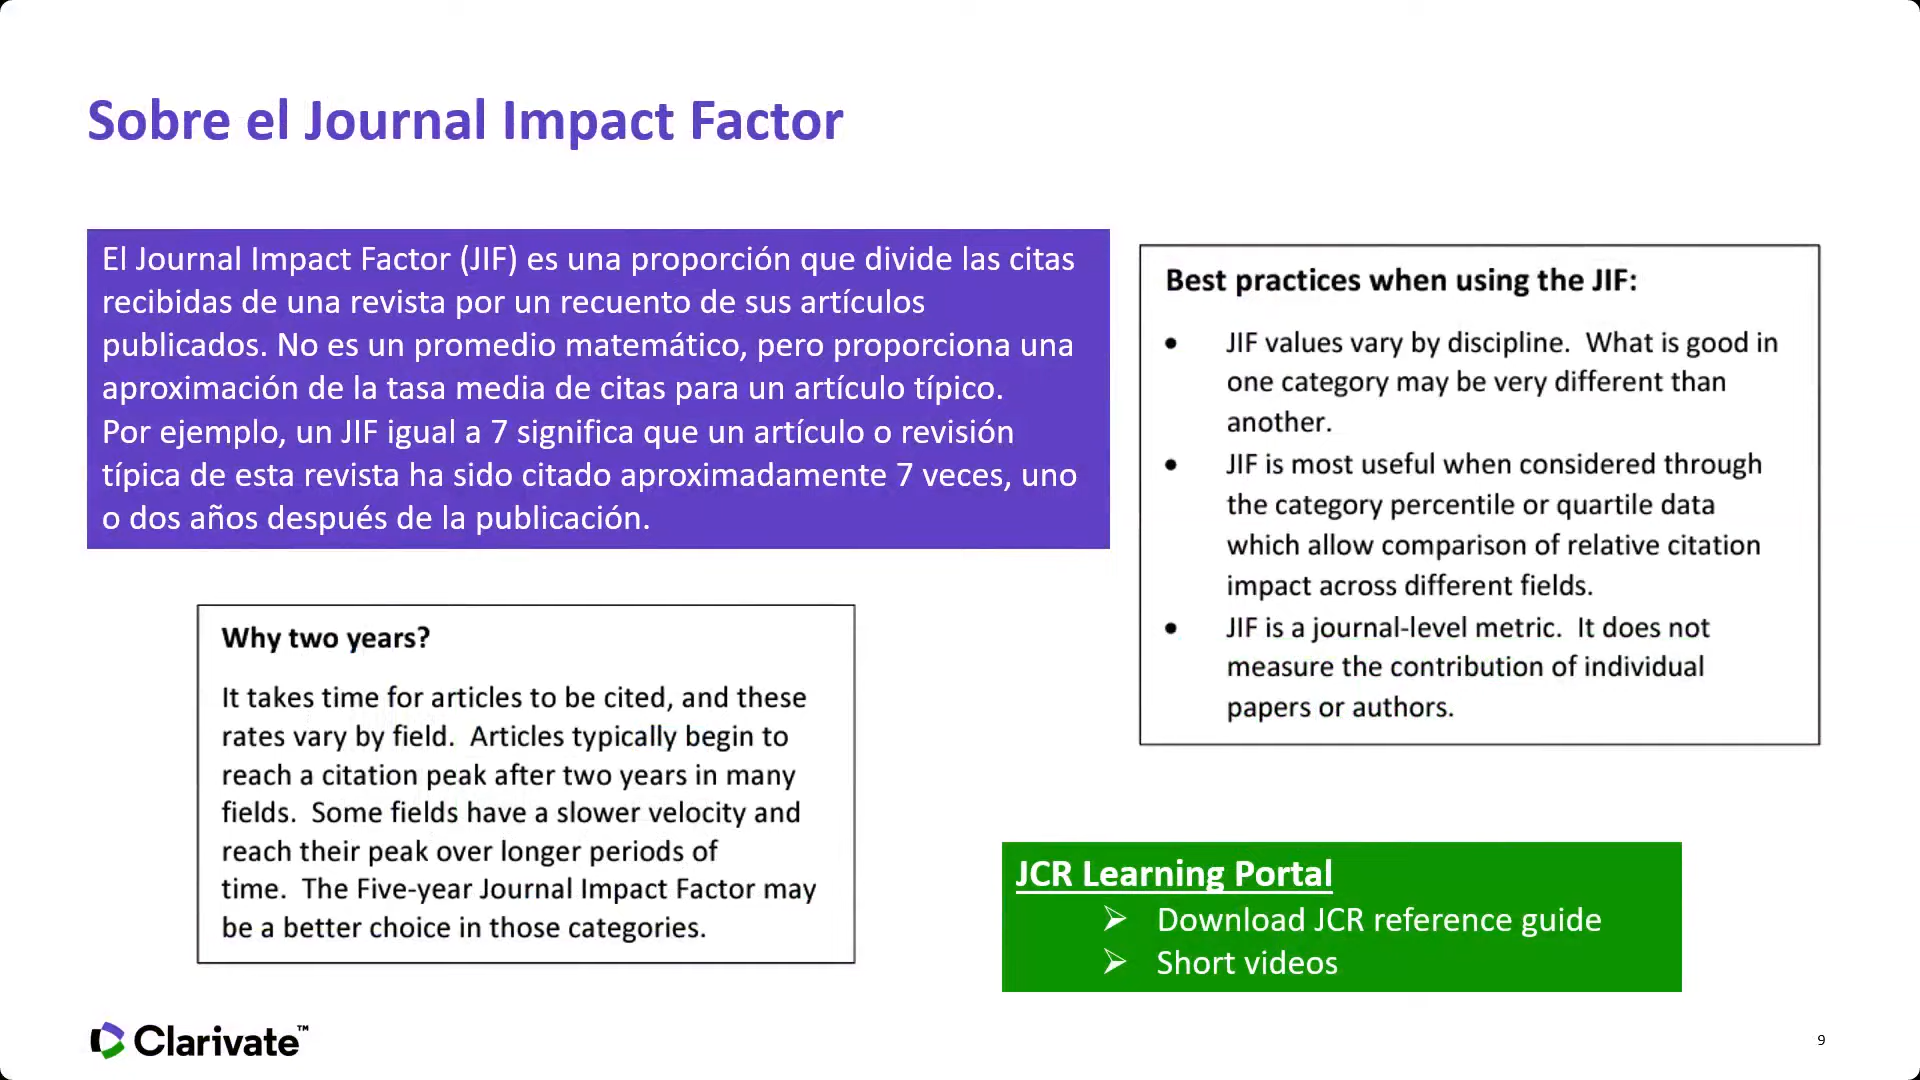 Sobre el Journal Impact Factor
El Journal Impact Factor (JIF) es una proporción que divide las citas
recibidas de una revista por un recuento de sus artículos
publicados. No es un promedio matemático, pero proporciona una
aproximación de la tasa media de citas para un artículo típico.
Por ejemplo, un JIF igual a 7 significa que un artículo o revisión
típica de esta revista ha sido citado aproximadamente 7 veces, uno
o dos años después de la publicación.
Best practices when using the JIF:
• JIF values vary by discipline. What is good in
one category may be very different than
another.
• JIF is most useful when considered through
the category percentile or quartile data
which allow comparison of relative citation
impact across different fields.
• JIF is a journal-level metric. It does not
measure the contribution of individual
papers or authors.
Why two years?
It takes time for articles to be cited, and these
rates vary by field. Articles typically begin to
reach a citation peak after two years in many
fields. Some fields have a slower velocity and
reach their peak over longer periods of
time. The Five-year Journal Impact Factor may
be a better choice in those categories.
JCR Learning Portal
➢ Download JCR reference guide
➢ Short videos
Clarivate™
9